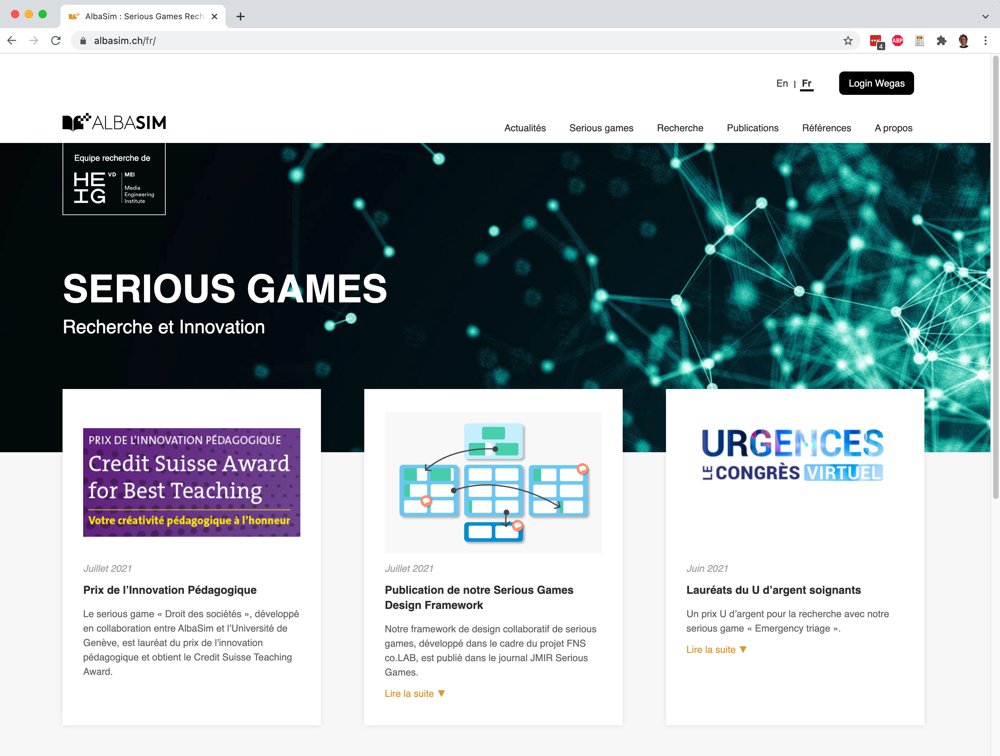 AlbaSim : Serious Games Rech
albasim.ch/fr/
4
ABP
En | Fr
Login Wegas
ALBASIM
Actualités
Serious games
Recherche
Publications
Références
A propos
Equipe recherche de
HE
IG
VD
MEI
Media
Engineering
Institute
SERIOUS GAMES
Recherche et Innovation
PRIX DE L'INNOVATION PÉDAGOGIQUE
Credit Suisse Award
for Best Teaching
Votre créativité pédagogique à l'honneur
Juillet 2021
Prix de l’Innovation Pédagogique
Le serious game « Droit des sociétés », développé
en collaboration entre AlbaSim et l’Université de
Genève, est lauréat du prix de l’innovation
pédagogique et obtient le Credit Suisse Teaching
Award.
Juillet 2021
Publication de notre Serious Games
Design Framework
Notre framework de design collaboratif de serious
games, développé dans le cadre du projet FNS
co.LAB, est publié dans le journal JMIR Serious
Games.
Lire la suite ▼
URGENCES
LE CONGRÈS VIRTUEL
Juin 2021
Lauréats du U d’argent soignants
Un prix U d’argent pour la recherche avec notre
serious game « Emergency triage ».
Lire la suite ▼